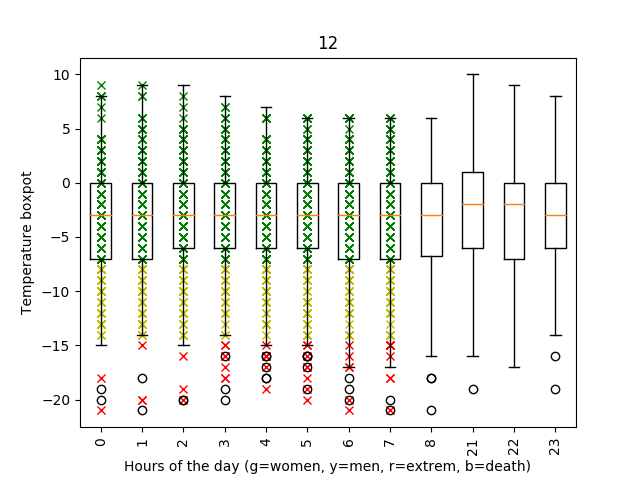 12
10
5
0
−5
−10
−15
−20
Temperature boxpot
0 1 2 3 4 5 6 7 8 21 22 23
Hours of the day (g=women, y=men, r=extrem, b=death)